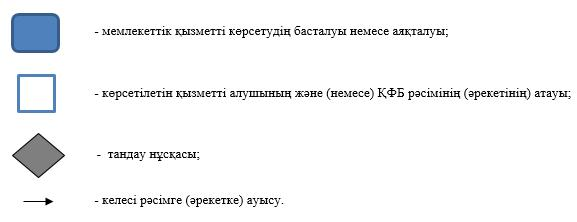 - мемлекеттік қызметті көрсетудің басталуы немесе аяқталуы;
- көрсетілетін қызметті алушының және (немесе) ҚФБ рәсімінің (әрекетінің) атауы;
- тандау нұсқасы;
- келесі рәсімге (әрекетке) ауысу.